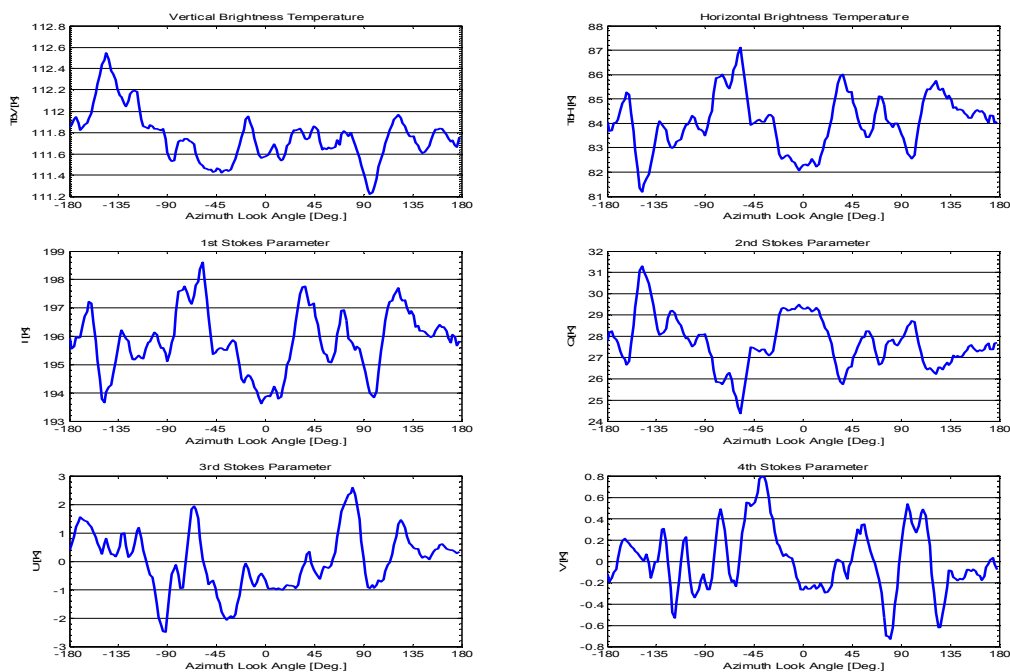 Vertical Brightness Temperature
112.8
112.6
112.4
112.2
112
111.8
111.6
111.4
111.2
-180 -135 -90 -45 0 45 90 135 180
Azimuth Look Angle [Deg.]
Horizontal Brightness Temperature
88
87
86
85
84
83
82
81
-180 -135 -90 -45 0 45 90 135 180
Azimuth Look Angle [Deg.]
1st Stokes Parameter
199
198
197
196
195
194
193
I [K]
-180 -135 -90 -45 0 45 90 135 180
Azimuth Look Angle [Deg.]
2nd Stokes Parameter
32
31
30
29
28
27
26
25
24
Q[K]
-180 -135 -90 -45 0 45 90 135 180
Azimuth Look Angle [Deg.]
3rd Stokes Parameter
3
2
1
0
-1
-2
-3
U[K]
-180 -135 -90 -45 0 45 90 135 180
Azimuth Look Angle [Deg.]
4th Stokes Parameter
0.8
0.6
0.4
0.2
0
-0.2
-0.4
-0.6
-0.8
V[K]
-180 -135 -90 -45 0 45 90 135 180
Azimuth Look Angle [Deg.]